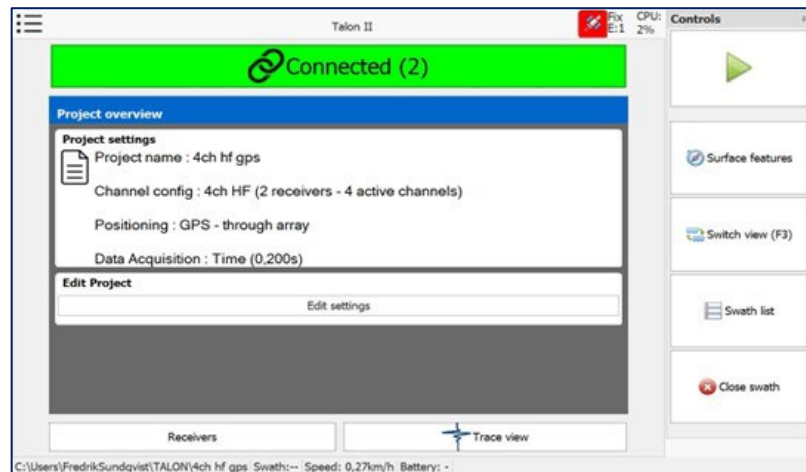 Talon II
Fix
E:1
CPU:
2%
Controls
Connected (2)
Project overview
Project settings
Project name : 4ch hf gps
Channel config : 4ch HF (2 receivers - 4 active channels)
Positioning : GPS - through array
Data Acquisition : Time (0,200s)
Edit Project
Edit settings
Receivers
Trace view
Surface features
Switch view (F3)
Swath list
Close swath
C:\Users\FredrikSundqvist\TALON\4ch hf gps Swath:-- Speed: 0,27km/h Battery: -